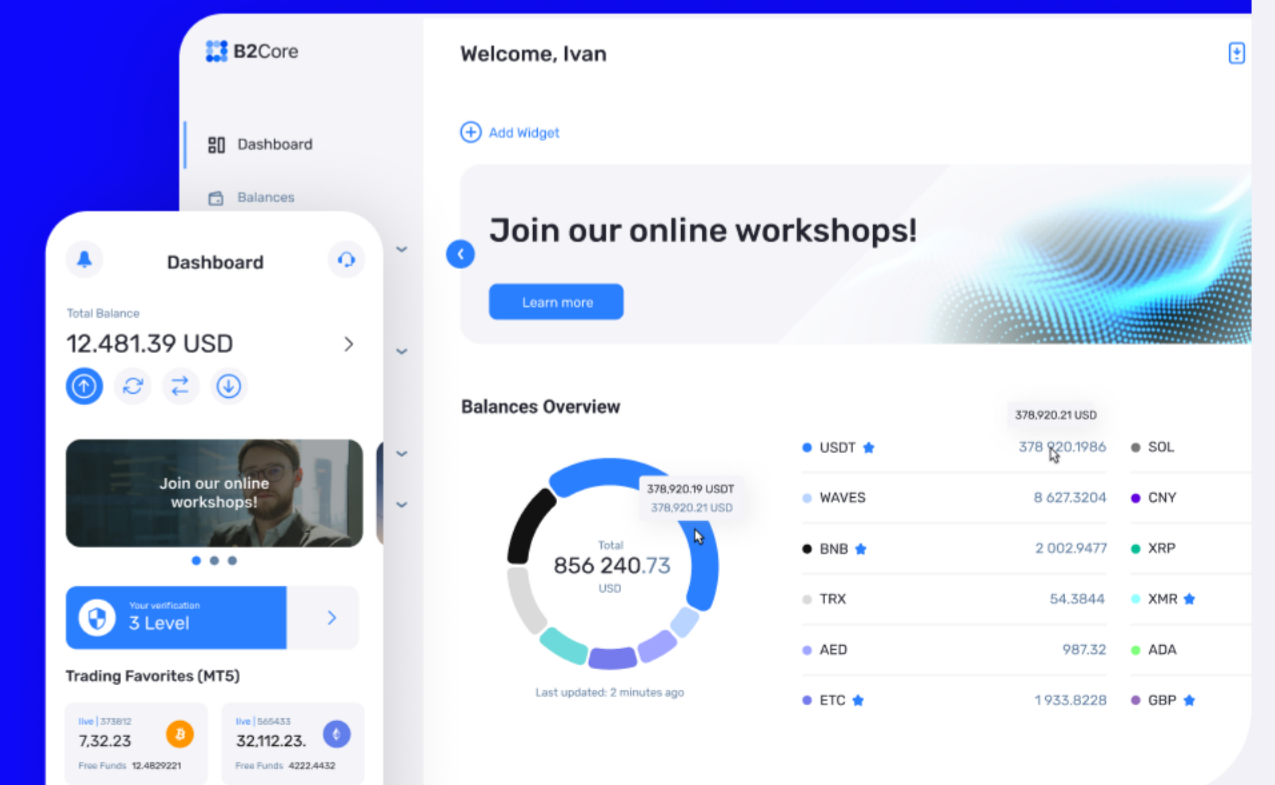 B2Core
Dashboard
Balances
Welcome, Ivan
Add Widget
Join our online workshops!
Learn more
Balances Overview
378,920.19 USDT
378,920.21 USD
Total
856 240.73
USD
Last updated: 2 minutes ago
378,920.21 USD
USDT 378 920.1986
WAVES 8 627.3204
BNB 2 002.9477
TRX 54.3844
AED 987.32
ETC 1 933.8228
SOL
CNY
XRP
XMR
ADA
GBP
Dashboard
Total Balance
12.481.39 USD
Join our online
workshops!
Your verification
3 Level
Trading Favorites (MT5)
live | 373812
7,32.23
Free Funds 12.4829221
live | 565433
32,112.23.
Free Funds 4222.4432